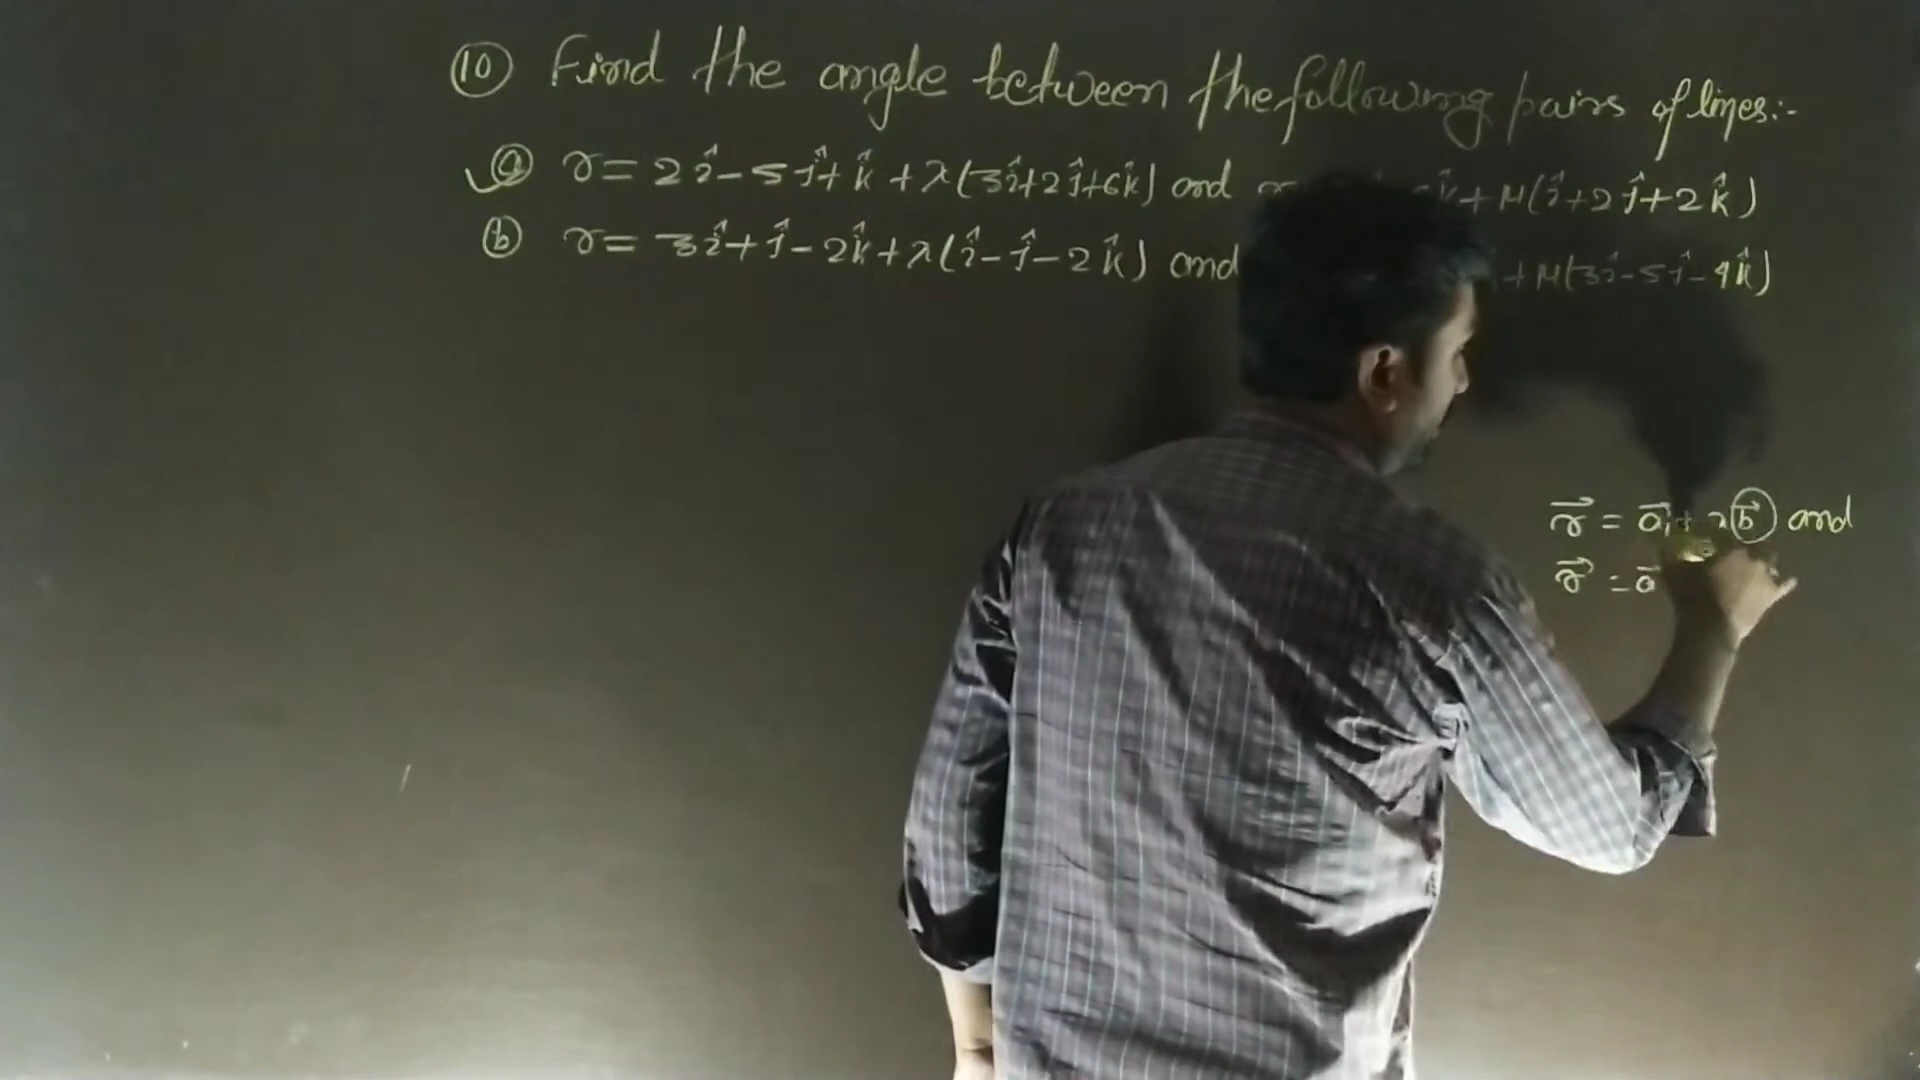 (10) Find the angle between the following pairs of lines:-
(a) r = 2î - 5ĵ + k̂ + λ(3î + 2ĵ + 6k̂) and k̂ + μ(î + 2ĵ + 2k̂)
(b) r = 3î + ĵ - 2k̂ + λ(î - ĵ - 2k̂) and + μ(3î - 5ĵ - 4k̂)
r⃗ = a⃗₁ + λ b⃗ and
r⃗ = a⃗